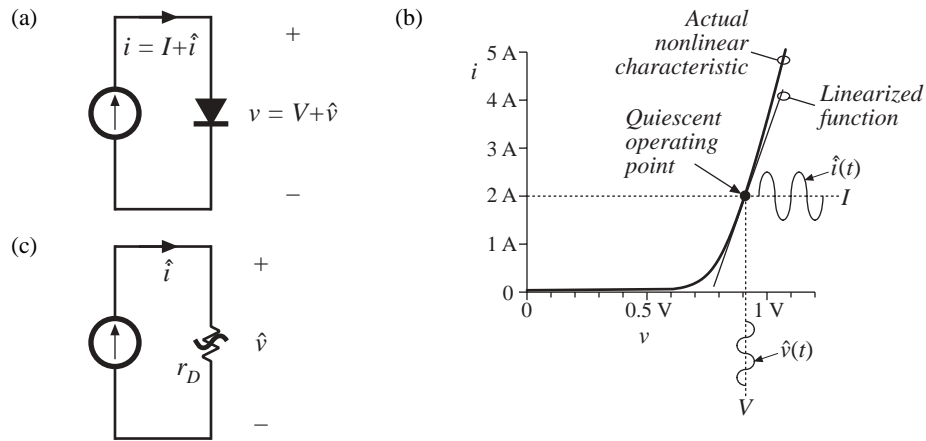 (a)
i = I+î
+
v = V+v̂
–
(b)
Actual
nonlinear
characteristic
Linearized
function
Quiescent
operating
point
î(t)
I
i
5 A
4 A
3 A
2 A
1 A
0
0
0.5 V
1 V
v
v̂(t)
V
(c)
î
+
v̂
r_D
–